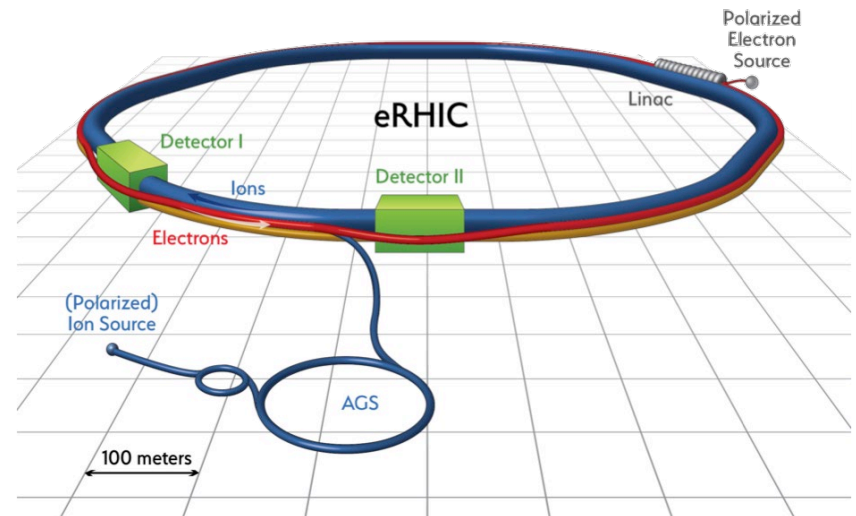 Polarized
Electron
Source
Linac
eRHIC
Detector I
Ions
Detector II
Electrons
(Polarized)
Ion Source
AGS
100 meters